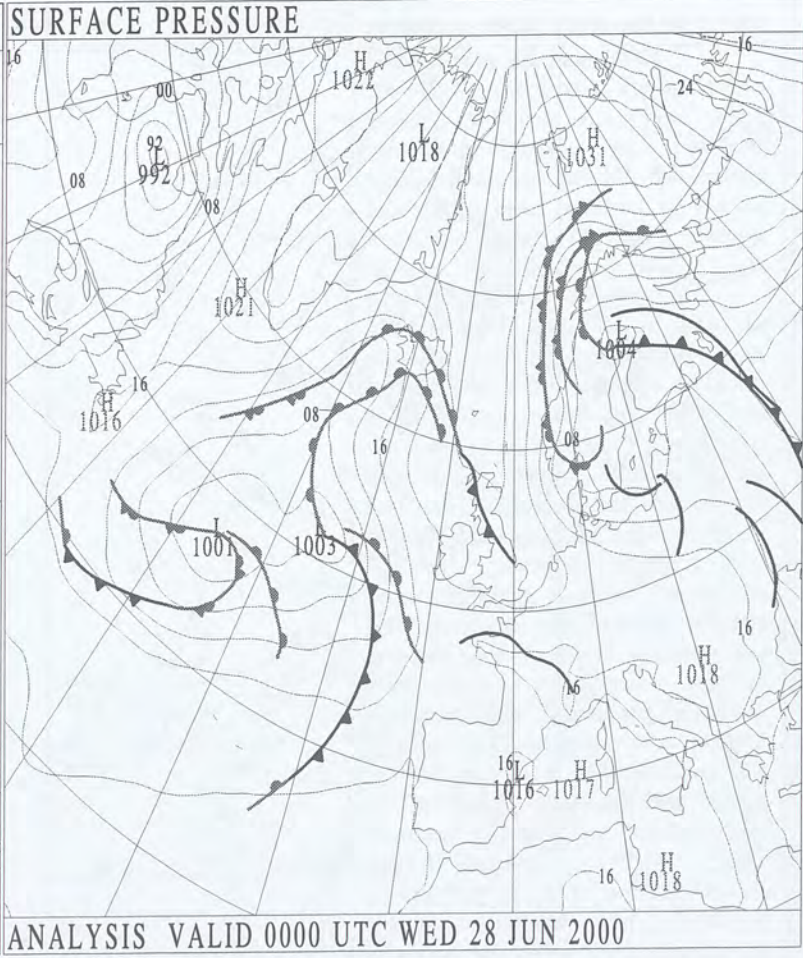 SURFACE PRESSURE
16
H
1022
16
00
24
L
1018
H
1031
92
L
992
08
08
H
1021
L
1004
16
H
1016
08
16
08
L
1001
L
1003
16
H
1018
16
16
L
1016
H
1017
H
1018
16
ANALYSIS VALID 0000 UTC WED 28 JUN 2000